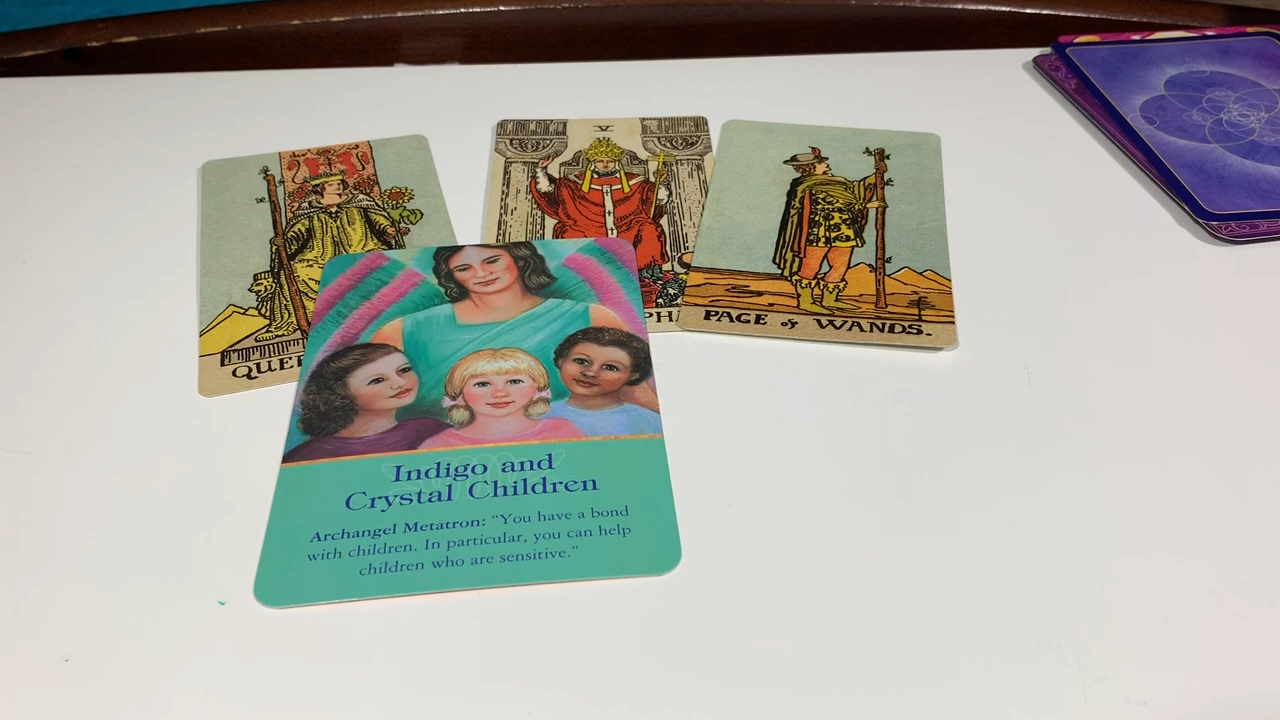 V
PAGE of WANDS.
Indigo and
Crystal Children
Archangel Metatron: "You have a bond
with children. In particular, you can help
children who are sensitive."